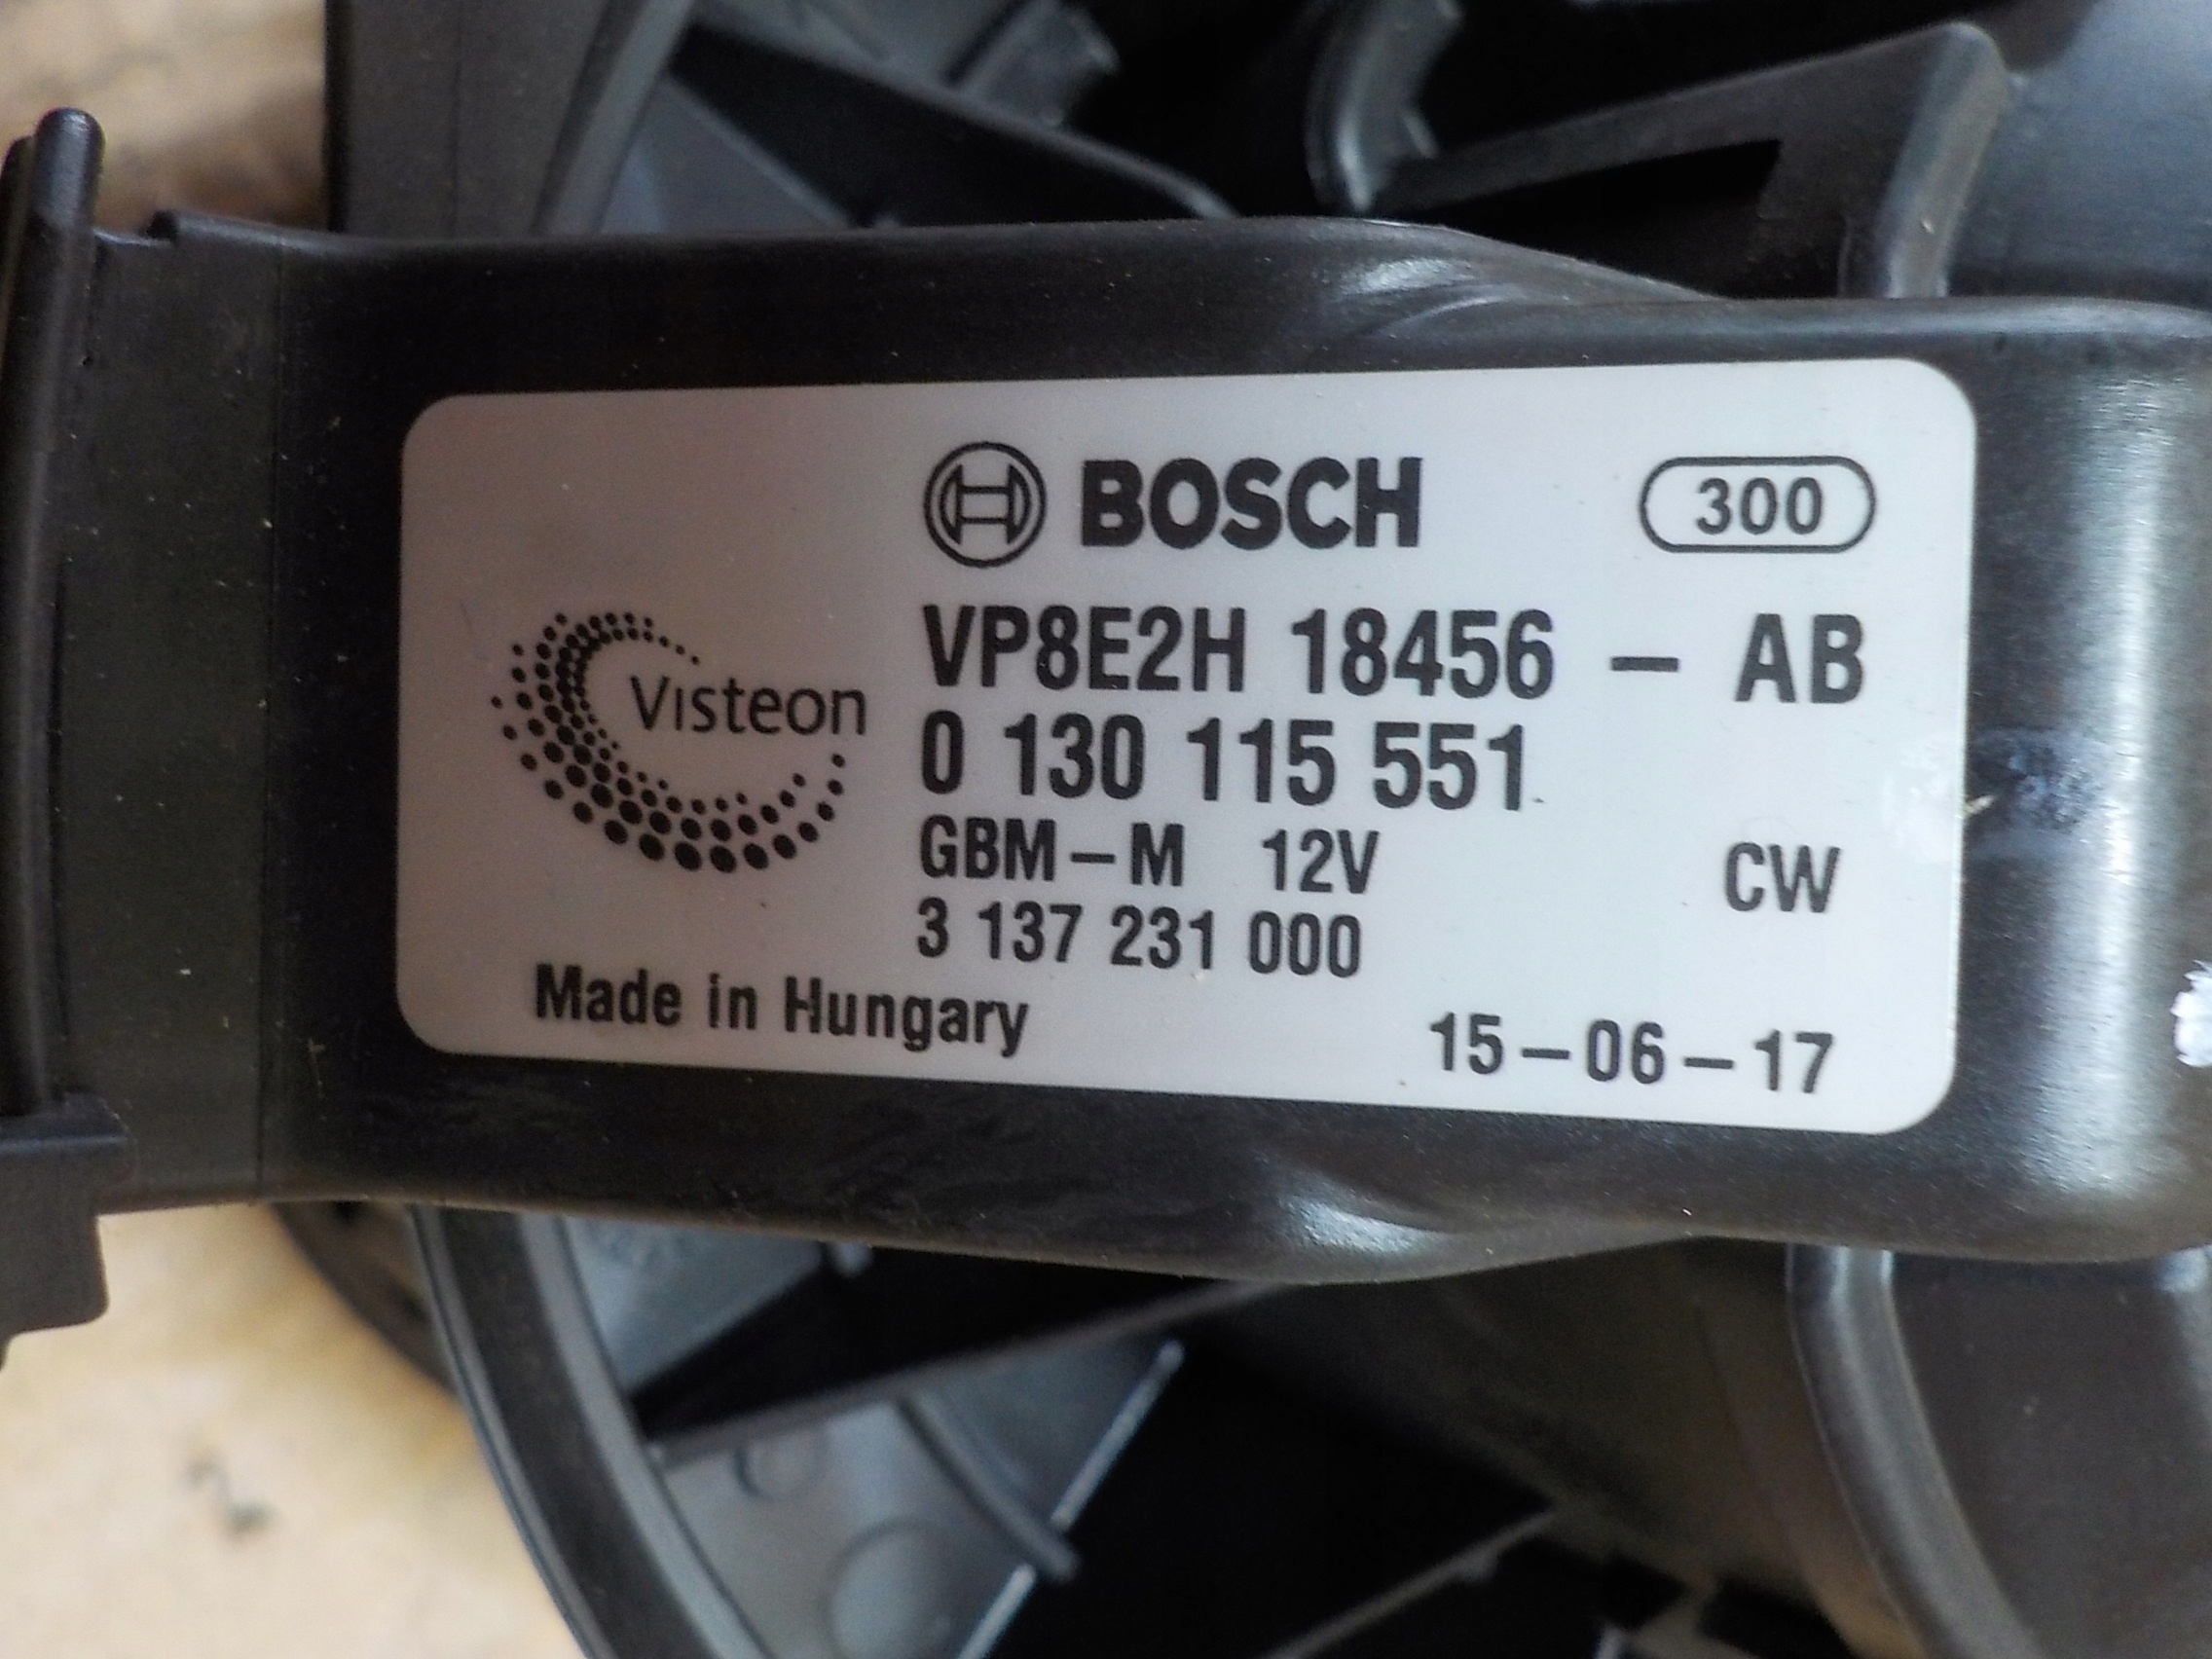 BOSCH 300
VP8E2H 18456 – AB
Visteon
0 130 115 551
GBM–M 12V CW
3 137 231 000
Made in Hungary
15–06–17